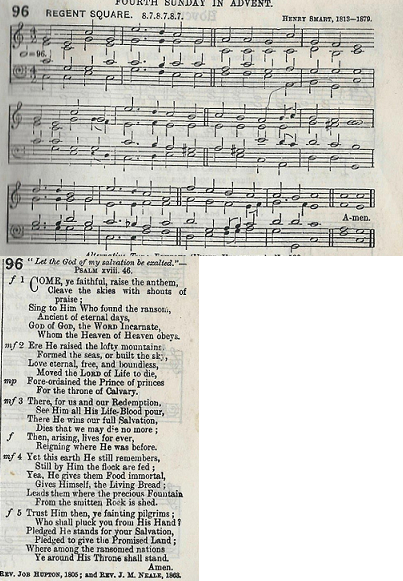 FOURTH SUNDAY IN ADVENT.
96 REGENT SQUARE. 8.7.8.7.8.7. HENRY SMART, 1813—1879.
=96.
A-men.
96 "Let the God of my salvation be exalted."—
PSALM xviii. 46.
f 1 COME, ye faithful, raise the anthem,
Cleave the skies with shouts of
praise;
Sing to Him Who found the ransom,
Ancient of eternal days,
GOD of GOD, the WORD Incarnate,
Whom the Heaven of Heaven obeys.
mf 2 Ere He raised the lofty mountains,
Formed the seas, or built the sky,
Love eternal, free, and boundless,
Moved the LORD of Life to die,
mp Fore-ordained the Prince of princes
For the throne of Calvary.
mf 3 There, for us and our Redemption,
See Him all His Life-Blood pour,
There He wins our full Salvation,
Dies that we may die no more;
f Then, arising, lives for ever,
Reigning where He was before.
mf 4 Yet this earth He still remembers,
Still by Him the flock are fed;
Yea, He gives them Food immortal,
Gives Himself, the Living Bread;
Leads them where the precious Fountain
From the smitten Rock is shed.
f 5 Trust Him then, ye fainting pilgrims;
Who shall pluck you from His Hand?
Pledged He stands for your Salvation,
Pledged to give the Promised Land;
Where among the ransomed nations
Ye around His Throne shall stand.
Amen.
REV. JOB HUPTON, 1805; and REV. J. M. NEALE, 1863.